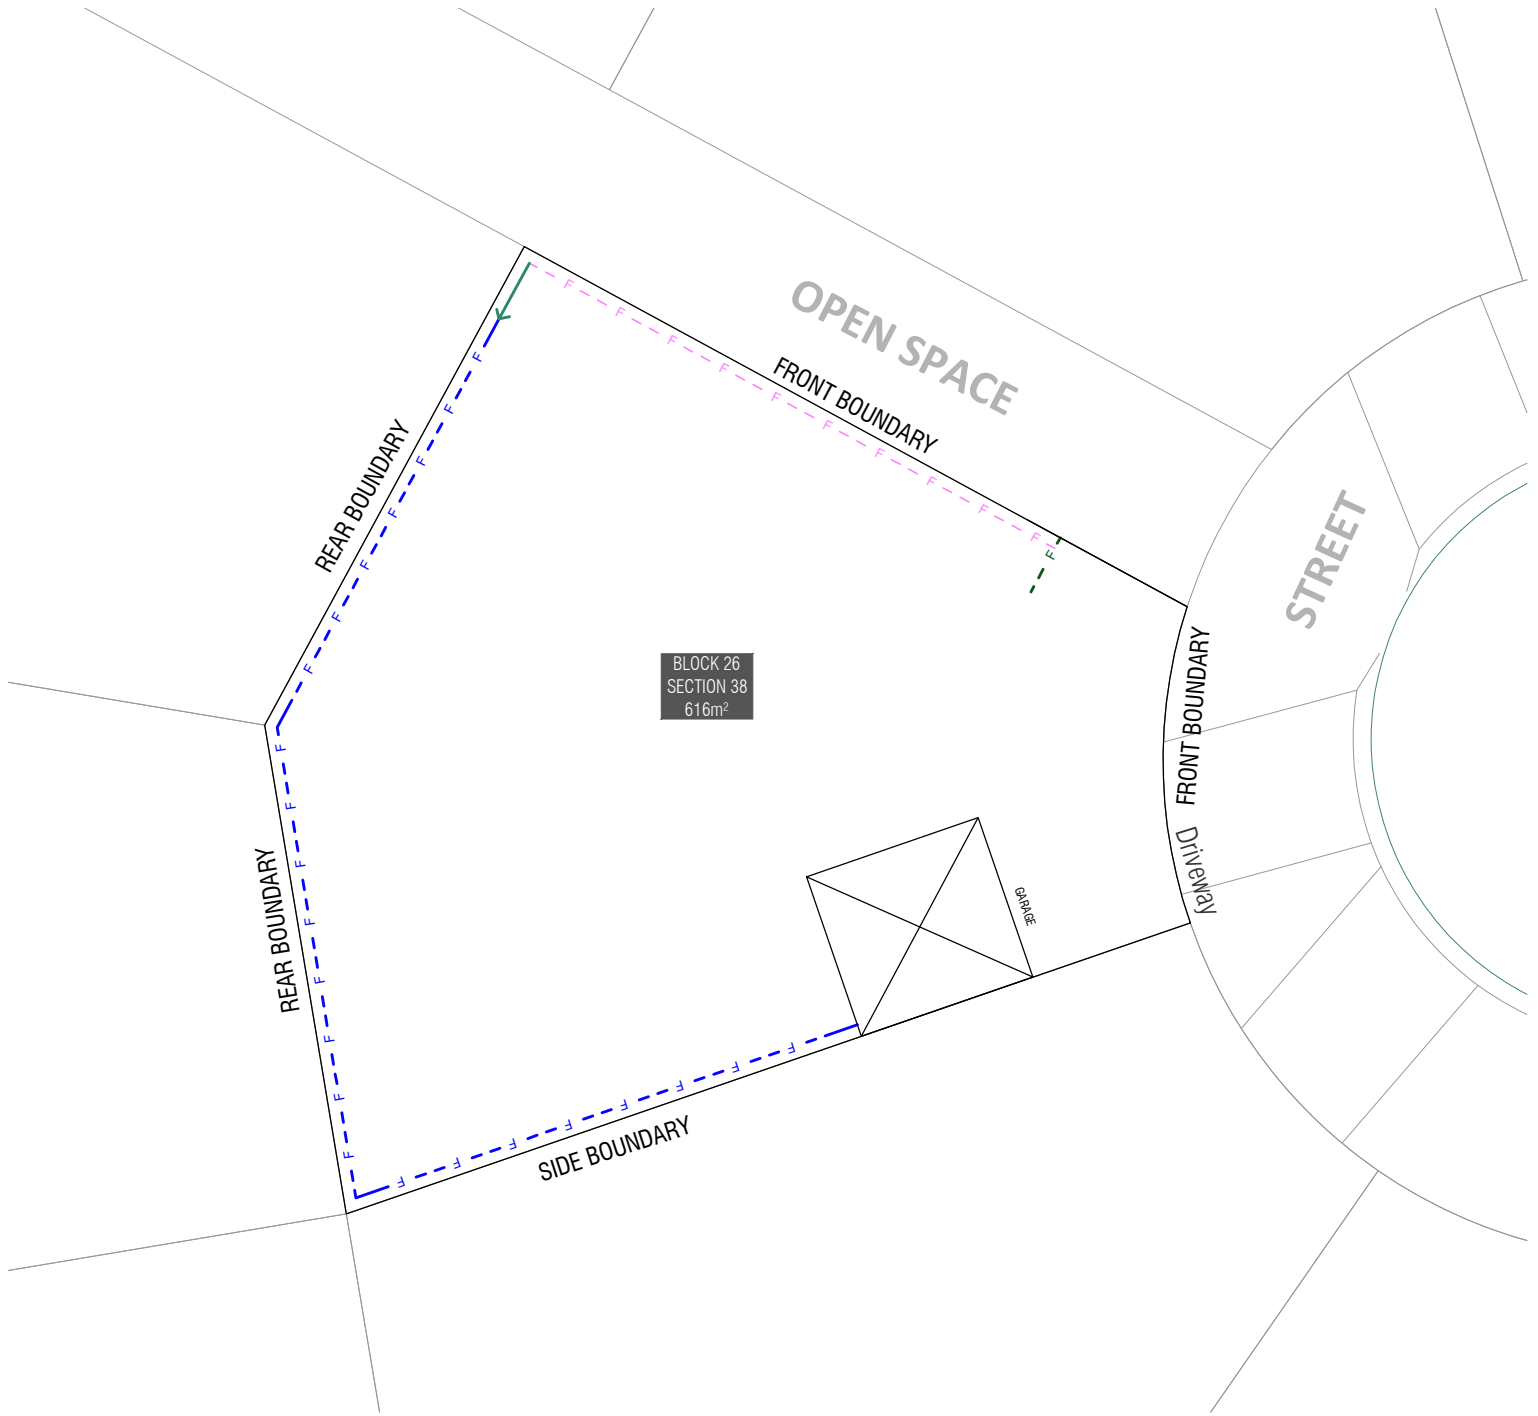 OPEN SPACE
FRONT BOUNDARY
REAR BOUNDARY
STREET
BLOCK 26
SECTION 38
616m²
FRONT BOUNDARY
Driveway
GARAGE
REAR BOUNDARY
SIDE BOUNDARY
F F F F F F F F F F
F
F F F F F F F
F F F F F F F F
F F F F F F F F